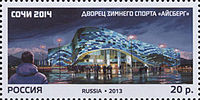 СОЧИ 2014
ДВОРЕЦ ЗИМНЕГО СПОРТА «АЙСБЕРГ»
РОССИЯ
RUSSIA • 2013
20 р.